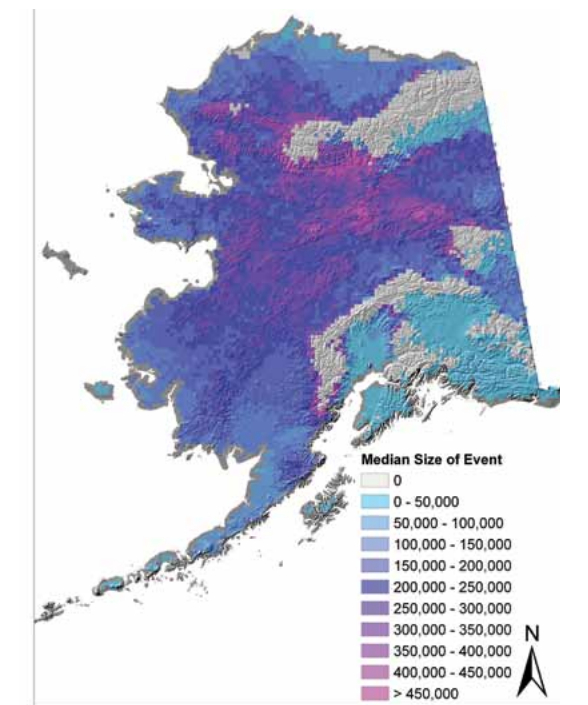 Median Size of Event
0
0 - 50,000
50,000 - 100,000
100,000 - 150,000
150,000 - 200,000
200,000 - 250,000
250,000 - 300,000
300,000 - 350,000
350,000 - 400,000
400,000 - 450,000
> 450,000
N